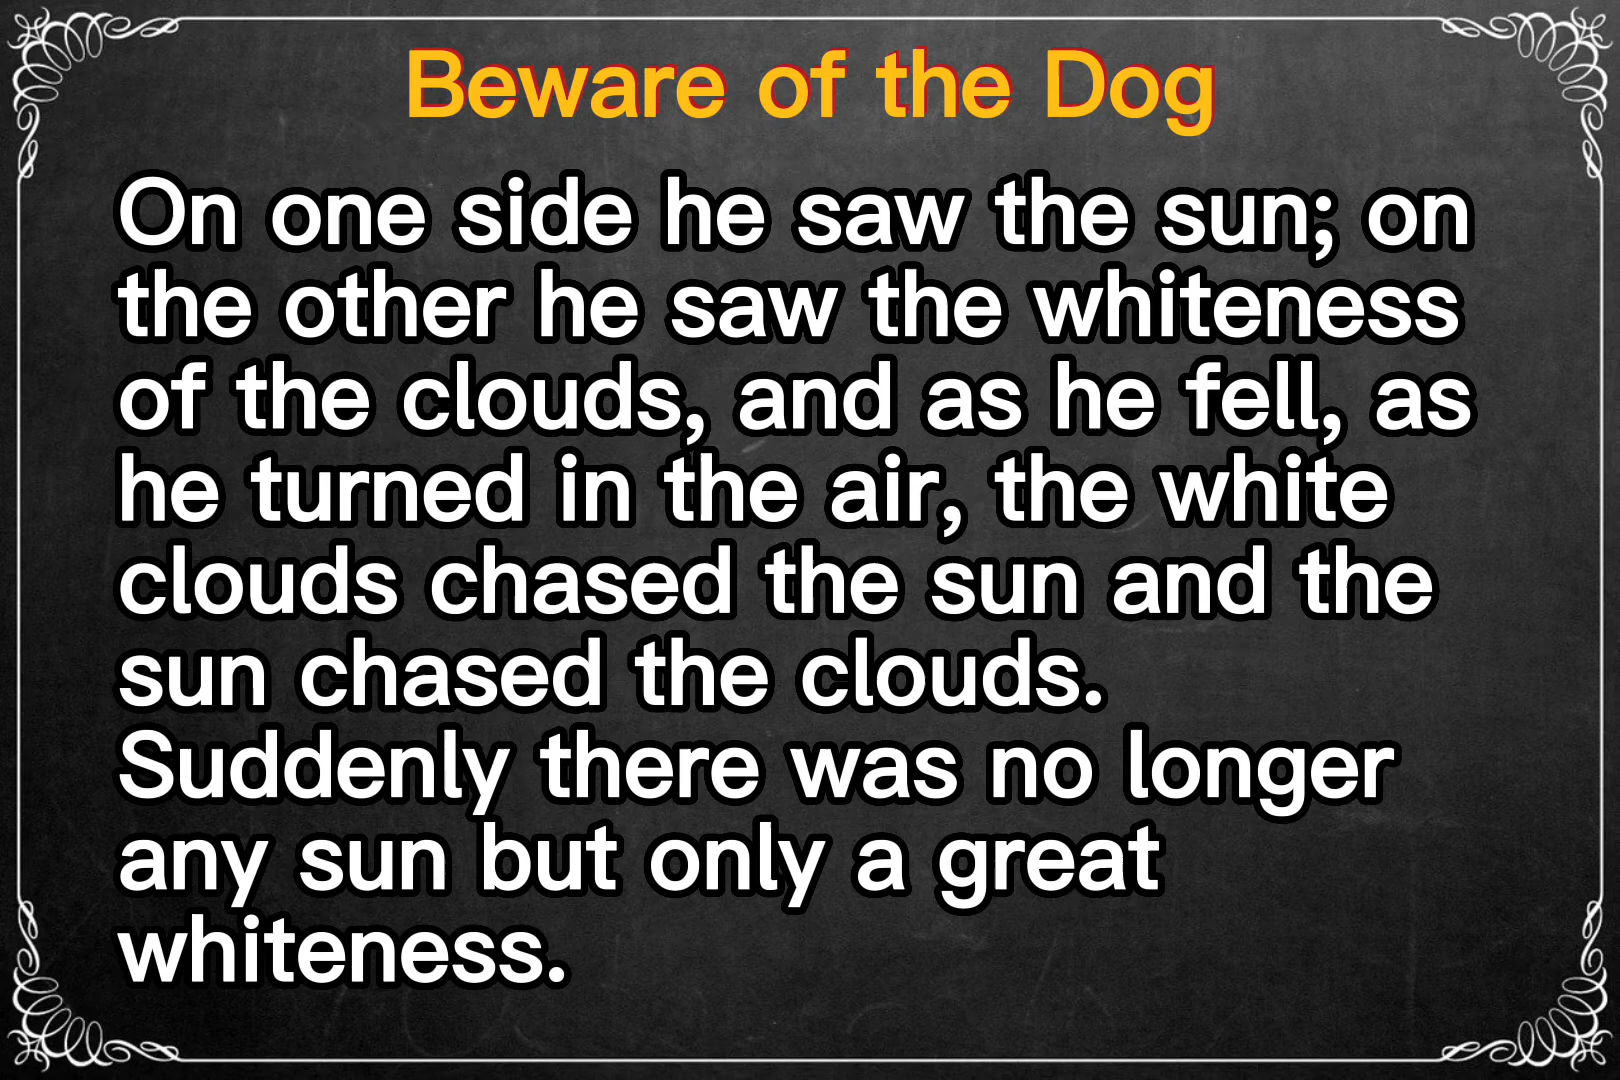 Beware of the Dog
On one side he saw the sun; on
the other he saw the whiteness
of the clouds, and as he fell, as
he turned in the air, the white
clouds chased the sun and the
sun chased the clouds.
Suddenly there was no longer
any sun but only a great
whiteness.